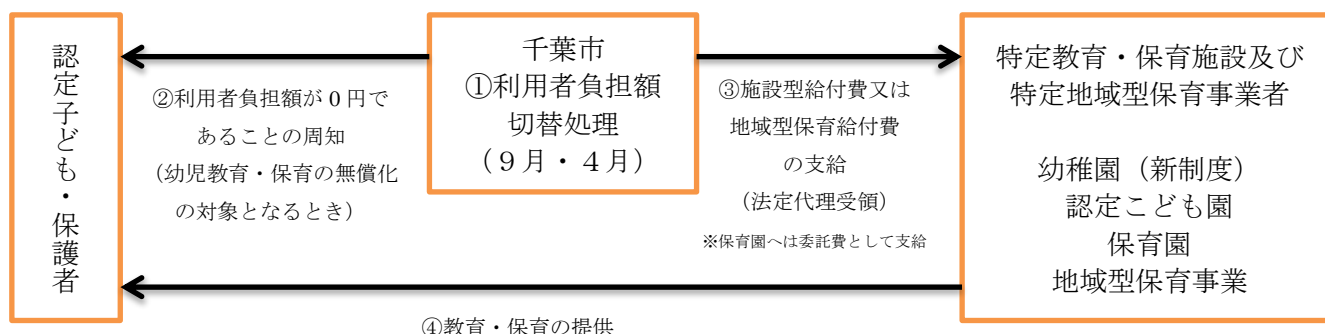 認定子ども・保護者
②利用者負担額が0円で
あることの周知
(幼児教育・保育の無償化
の対象となるとき)
千葉市
①利用者負担額
切替処理
(9月・4月)
③施設型給付費又は
地域型保育給付費
の支給
(法定代理受領)
※保育園へは委託費として支給
特定教育・保育施設及び
特定地域型保育事業者
幼稚園(新制度)
認定こども園
保育園
地域型保育事業
④教育・保育の提供